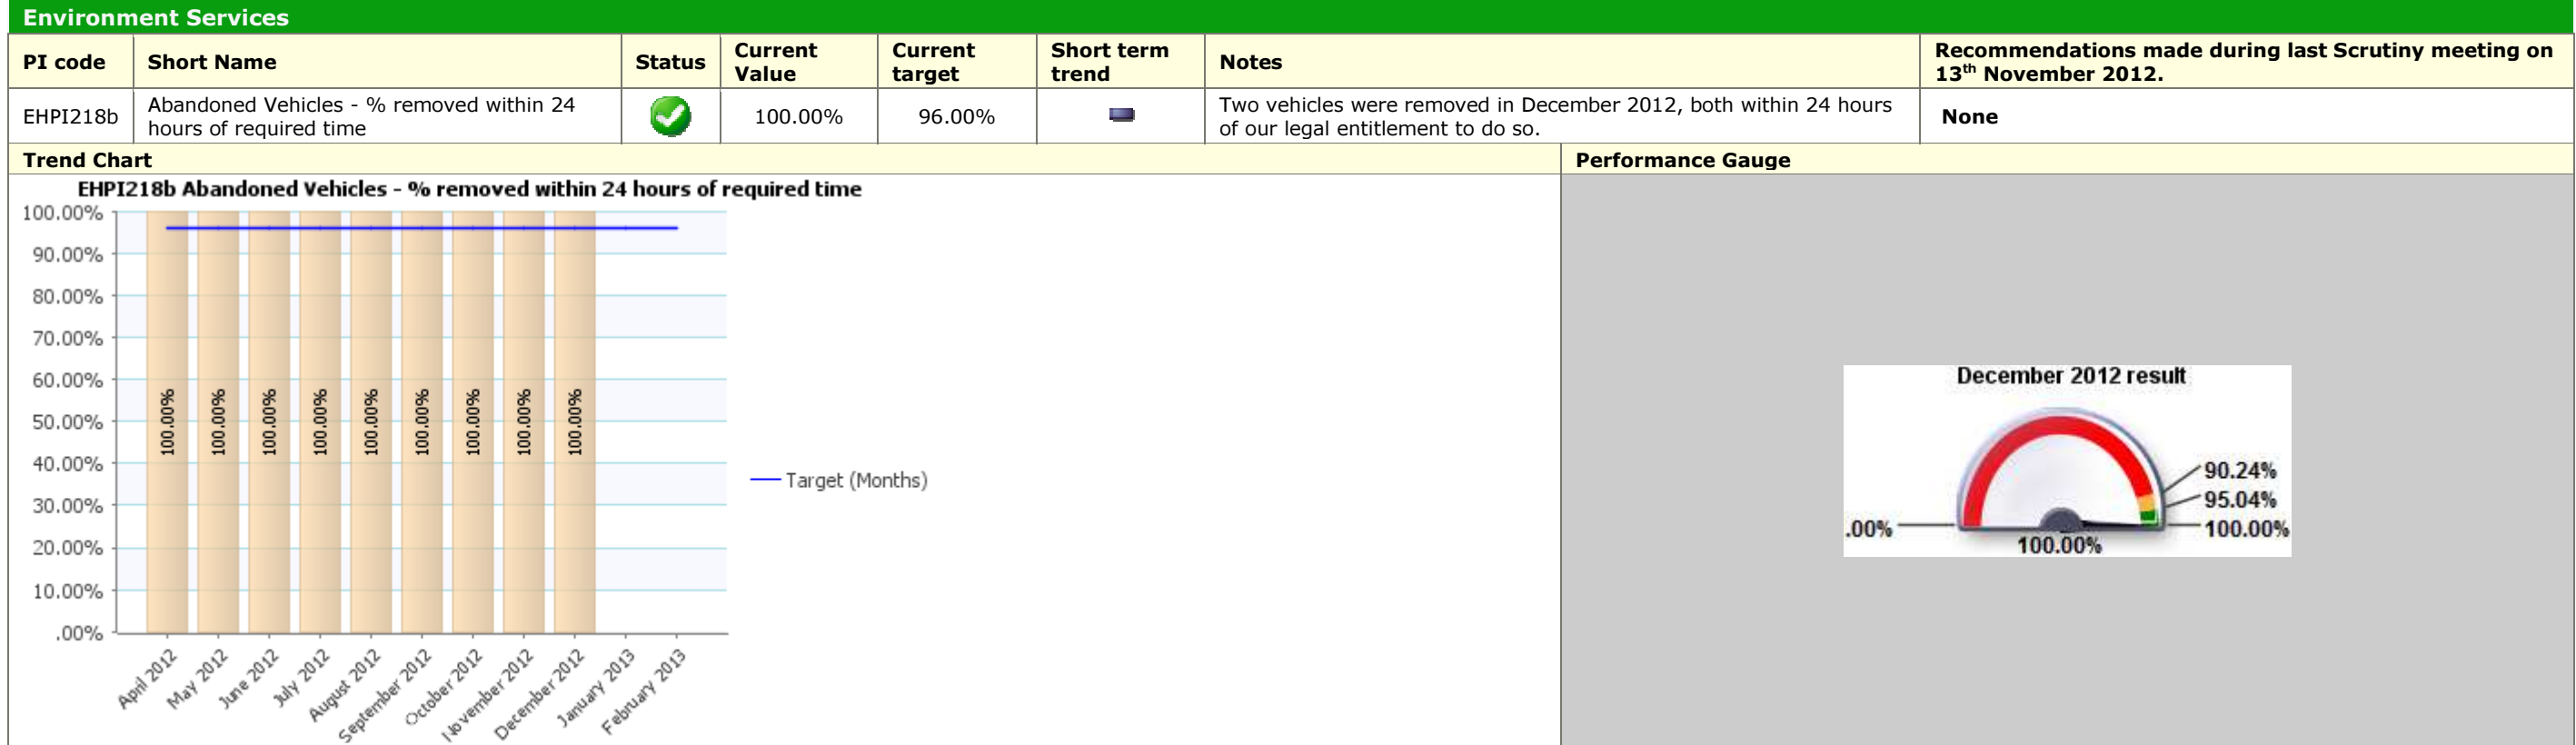 Environment Services
PI code
Short Name
Status
Current
Value
Current
target
Short term
trend
Notes
Recommendations made during last Scrutiny meeting on
13th November 2012.
EHPI218b
Abandoned Vehicles - % removed within 24
hours of required time
100.00%
96.00%
Two vehicles were removed in December 2012, both within 24 hours
of our legal entitlement to do so.
None
Trend Chart
Performance Gauge
EHPI218b Abandoned Vehicles - % removed within 24 hours of required time
100.00%
90.00%
80.00%
70.00%
60.00%
50.00%
40.00%
30.00%
20.00%
10.00%
.00%
100.00%
100.00%
100.00%
100.00%
100.00%
100.00%
100.00%
100.00%
100.00%
April 2012
May 2012
June 2012
July 2012
August 2012
September 2012
October 2012
November 2012
December 2012
January 2013
February 2013
Target (Months)
December 2012 result
90.24%
95.04%
100.00%
.00%
100.00%